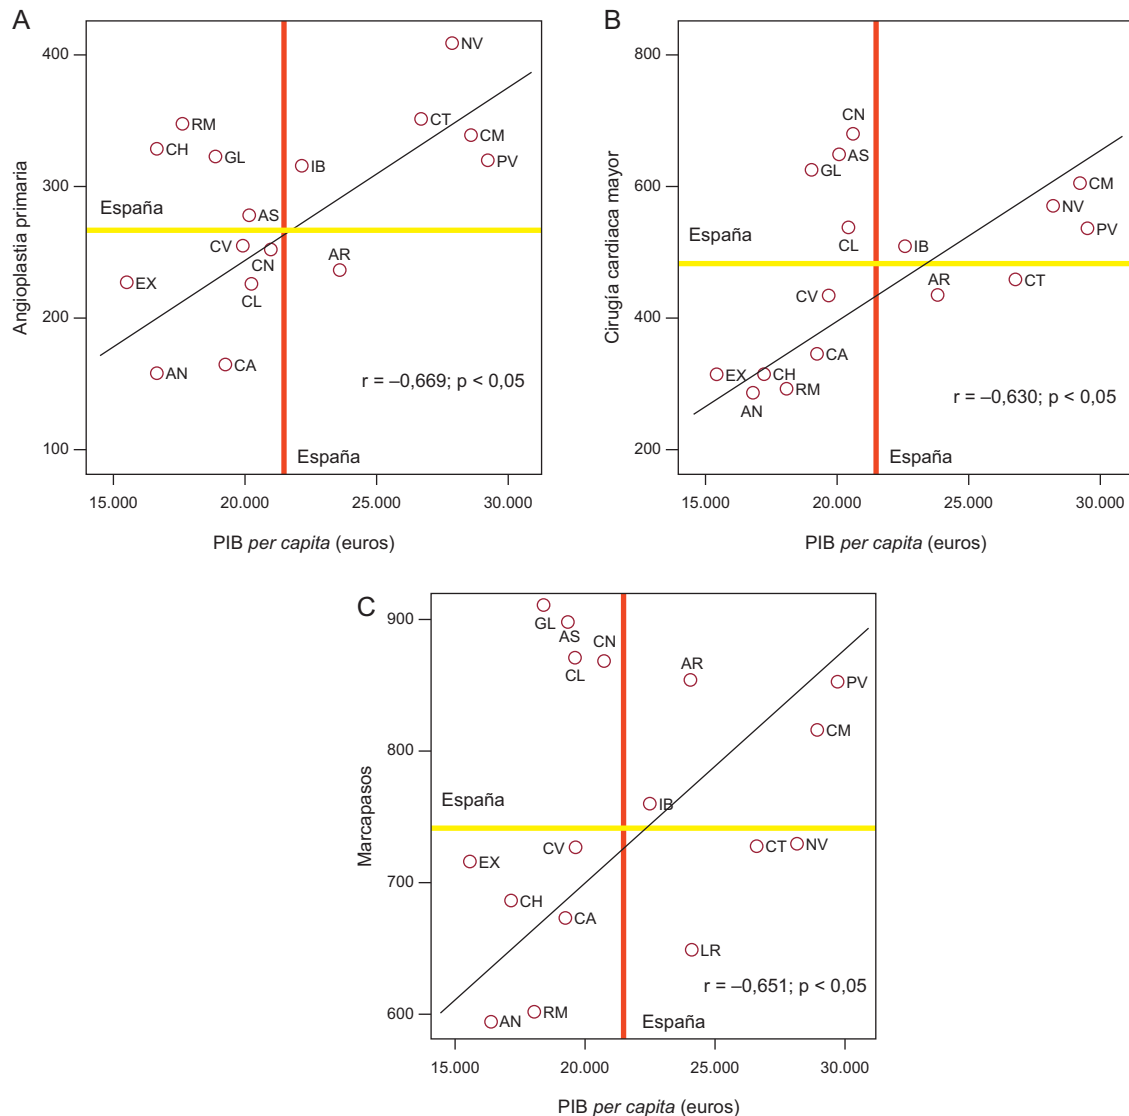 A
Angioplastia primaria
400
300
200
100
NV
RM
CT
CH
GL
CM
IB
PV
España
AS
CV
CN
AR
EX
CL
AN
CA
r = –0,669; p < 0,05
España
15.000 20.000 25.000 30.000
PIB per capita (euros)
B
Cirugía cardiaca mayor
800
600
400
200
CN
AS
GL
CM
NV
CL
PV
España
IB
CT
CV
AR
CA
EX
CH
RM
AN
r = –0,630; p < 0,05
España
15.000 20.000 25.000 30.000
PIB per capita (euros)
C
Marcapasos
900
800
700
600
GL
AS
CN
CL
AR
PV
CM
España
IB
CV
CT
NV
EX
CH
CA
LR
r = –0,651; p < 0,05
RM
AN
España
15.000 20.000 25.000 30.000
PIB per capita (euros)